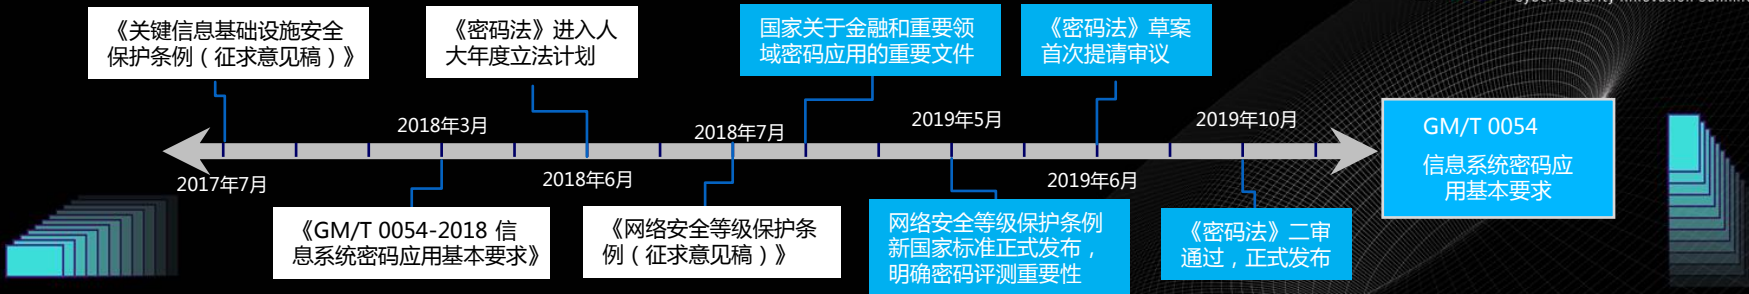 Cyber Security Innovation Summit
《关键信息基础设施安全
保护条例（征求意见稿）》
《密码法》进入人
大年度立法计划
国家关于金融和重要领
域密码应用的重要文件
《密码法》草案
首次提请审议
2017年7月
2018年3月
2018年6月
2018年7月
2019年5月
2019年6月
2019年10月
《GM/T 0054-2018 信
息系统密码应用基本要求》
《网络安全等级保护条
例（征求意见稿）》
网络安全等级保护条例
新国家标准正式发布，
明确密码评测重要性
《密码法》二审
通过，正式发布
GM/T 0054
信息系统密码应
用基本要求